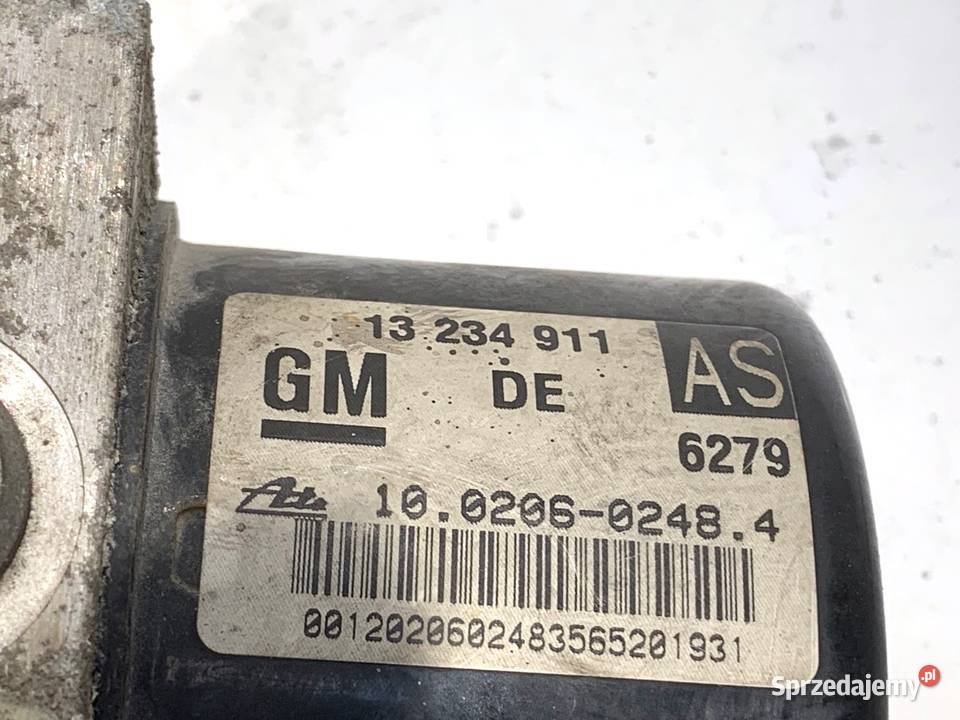 13 234 911
GM DE AS
6279
Ate 10.0206-0248.4
0012020602483565201931
Sprzedajemy.pl